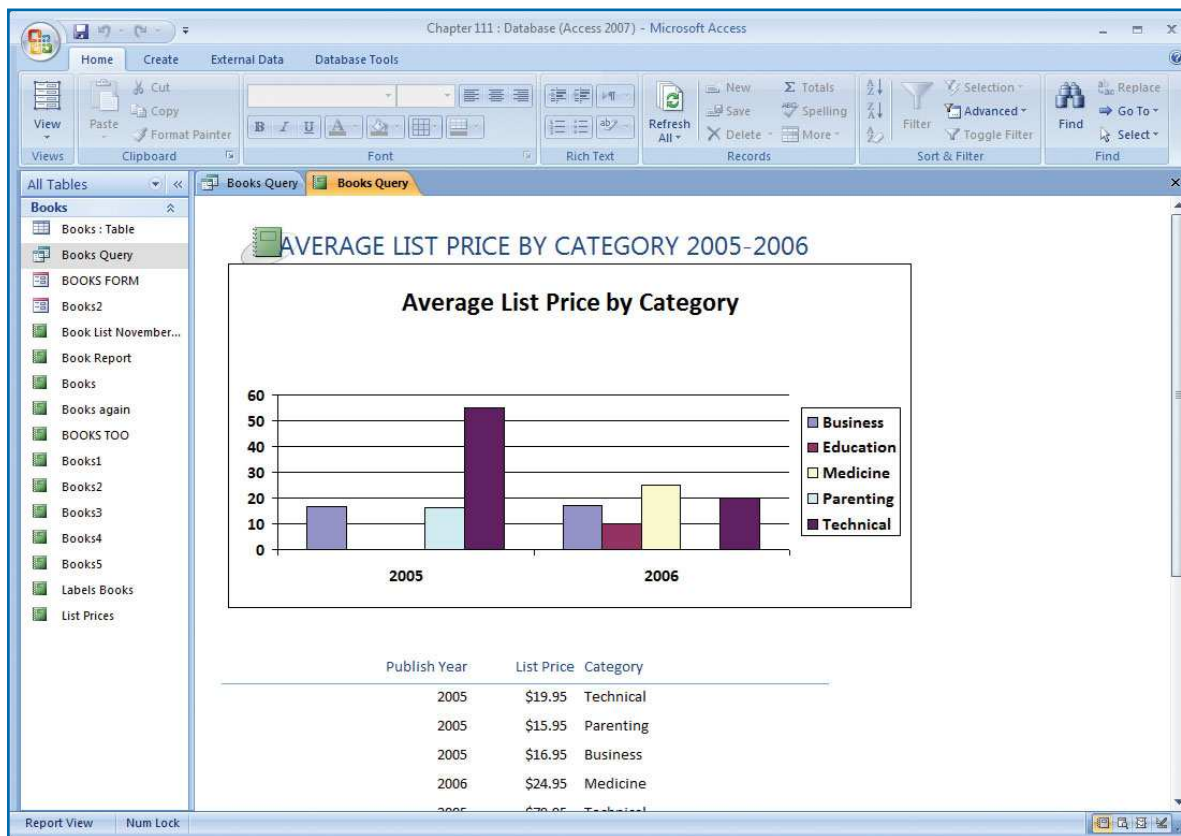 Chapter 111 : Database (Access 2007) - Microsoft Access
Home Create External Data Database Tools
View
Views
Paste
Cut
Copy
Format Painter
Clipboard
B I U A
Font
Rich Text
Refresh All
New
Save
Delete
Σ Totals
Spelling
More
Records
Filter
Selection
Advanced
Toggle Filter
Sort & Filter
Find
Replace
Go To
Select
Find
All Tables
Books
Books : Table
Books Query
BOOKS FORM
Books2
Book List November...
Book Report
Books
Books again
BOOKS TOO
Books1
Books2
Books3
Books4
Books5
Labels Books
List Prices
Books Query Books Query
AVERAGE LIST PRICE BY CATEGORY 2005-2006
Average List Price by Category
60
50
40
30
20
10
0
2005 2006
Business
Education
Medicine
Parenting
Technical
Publish Year List Price Category
2005 $19.95 Technical
2005 $15.95 Parenting
2005 $16.95 Business
2006 $24.95 Medicine
Report View Num Lock